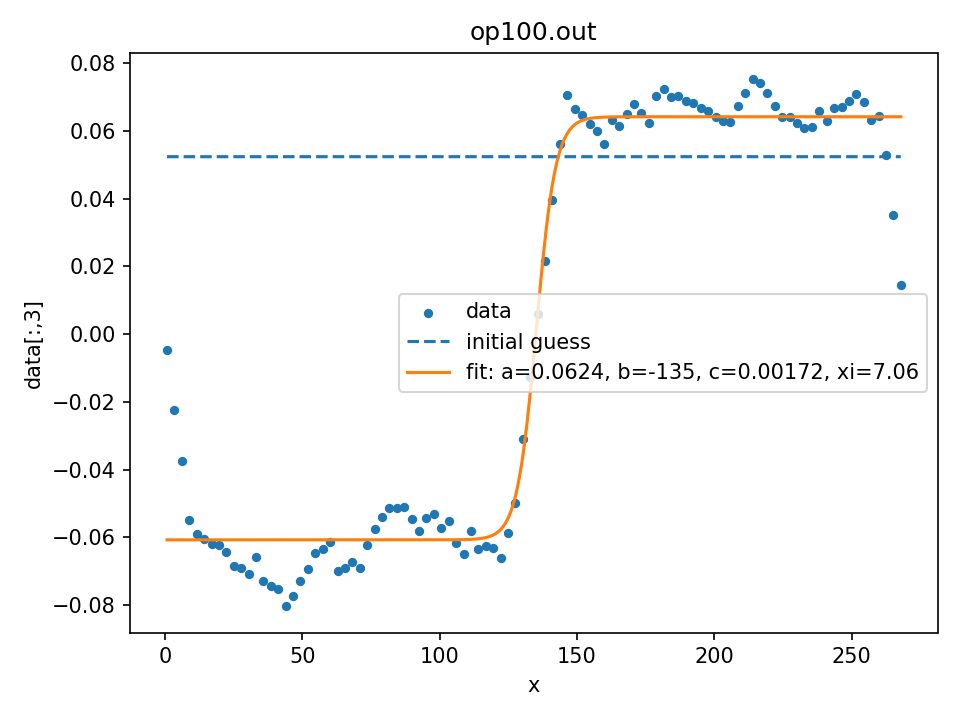 op100.out
0.08
0.06
0.04
0.02
0.00
−0.02
−0.04
−0.06
−0.08
data[:,3]
data
initial guess
fit: a=0.0624, b=-135, c=0.00172, xi=7.06
0 50 100 150 200 250
x